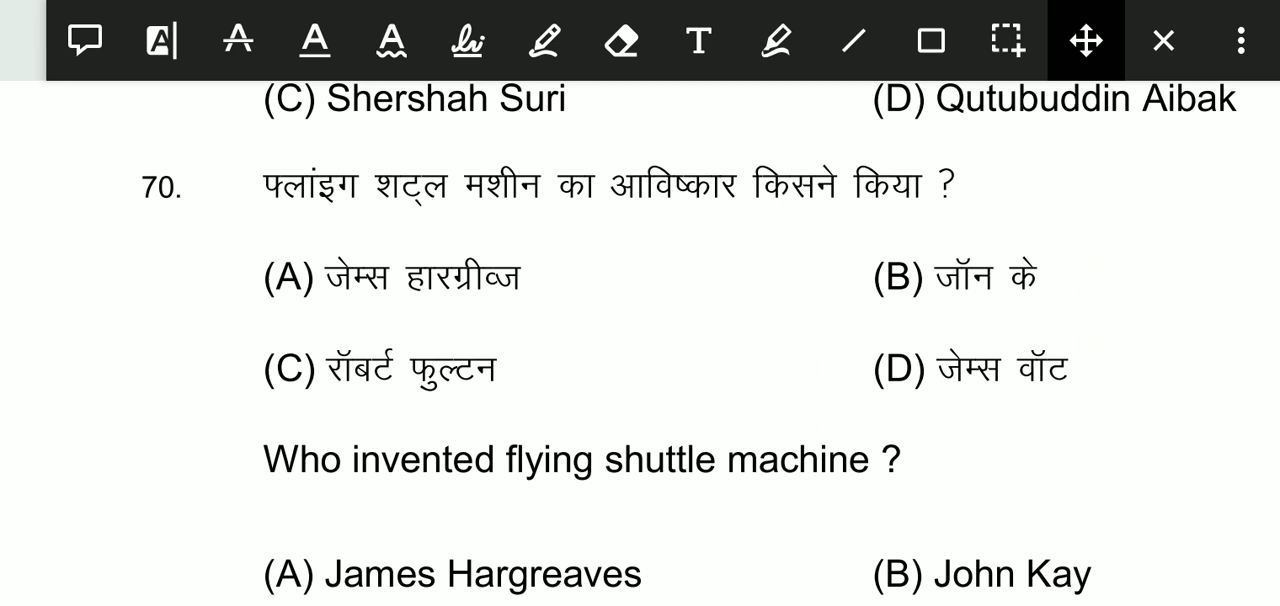 (C) Shershah Suri (D) Qutubuddin Aibak
70. फ्लांइग शट्ल मशीन का आविष्कार किसने किया ?
(A) जेम्स हारग्रीव्ज (B) जॉन के
(C) रॉबर्ट फुल्टन (D) जेम्स वॉट
Who invented flying shuttle machine ?
(A) James Hargreaves (B) John Kay